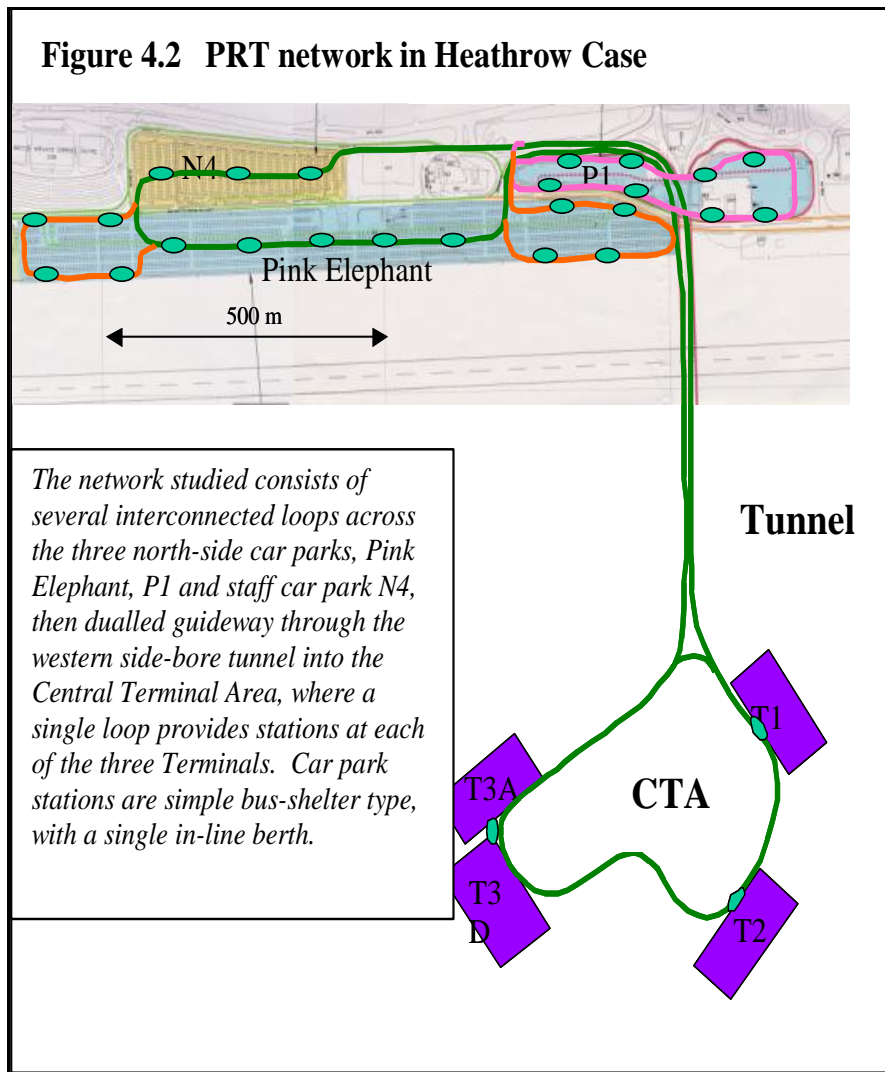 Figure 4.2 PRT network in Heathrow Case
N4
P1
Pink Elephant
500 m
The network studied consists of
several interconnected loops across
the three north-side car parks, Pink
Elephant, P1 and staff car park N4,
then dualled guideway through the
western side-bore tunnel into the
Central Terminal Area, where a
single loop provides stations at each
of the three Terminals. Car park
stations are simple bus-shelter type,
with a single in-line berth.
Tunnel
T1
T3A
CTA
T3
D
T2